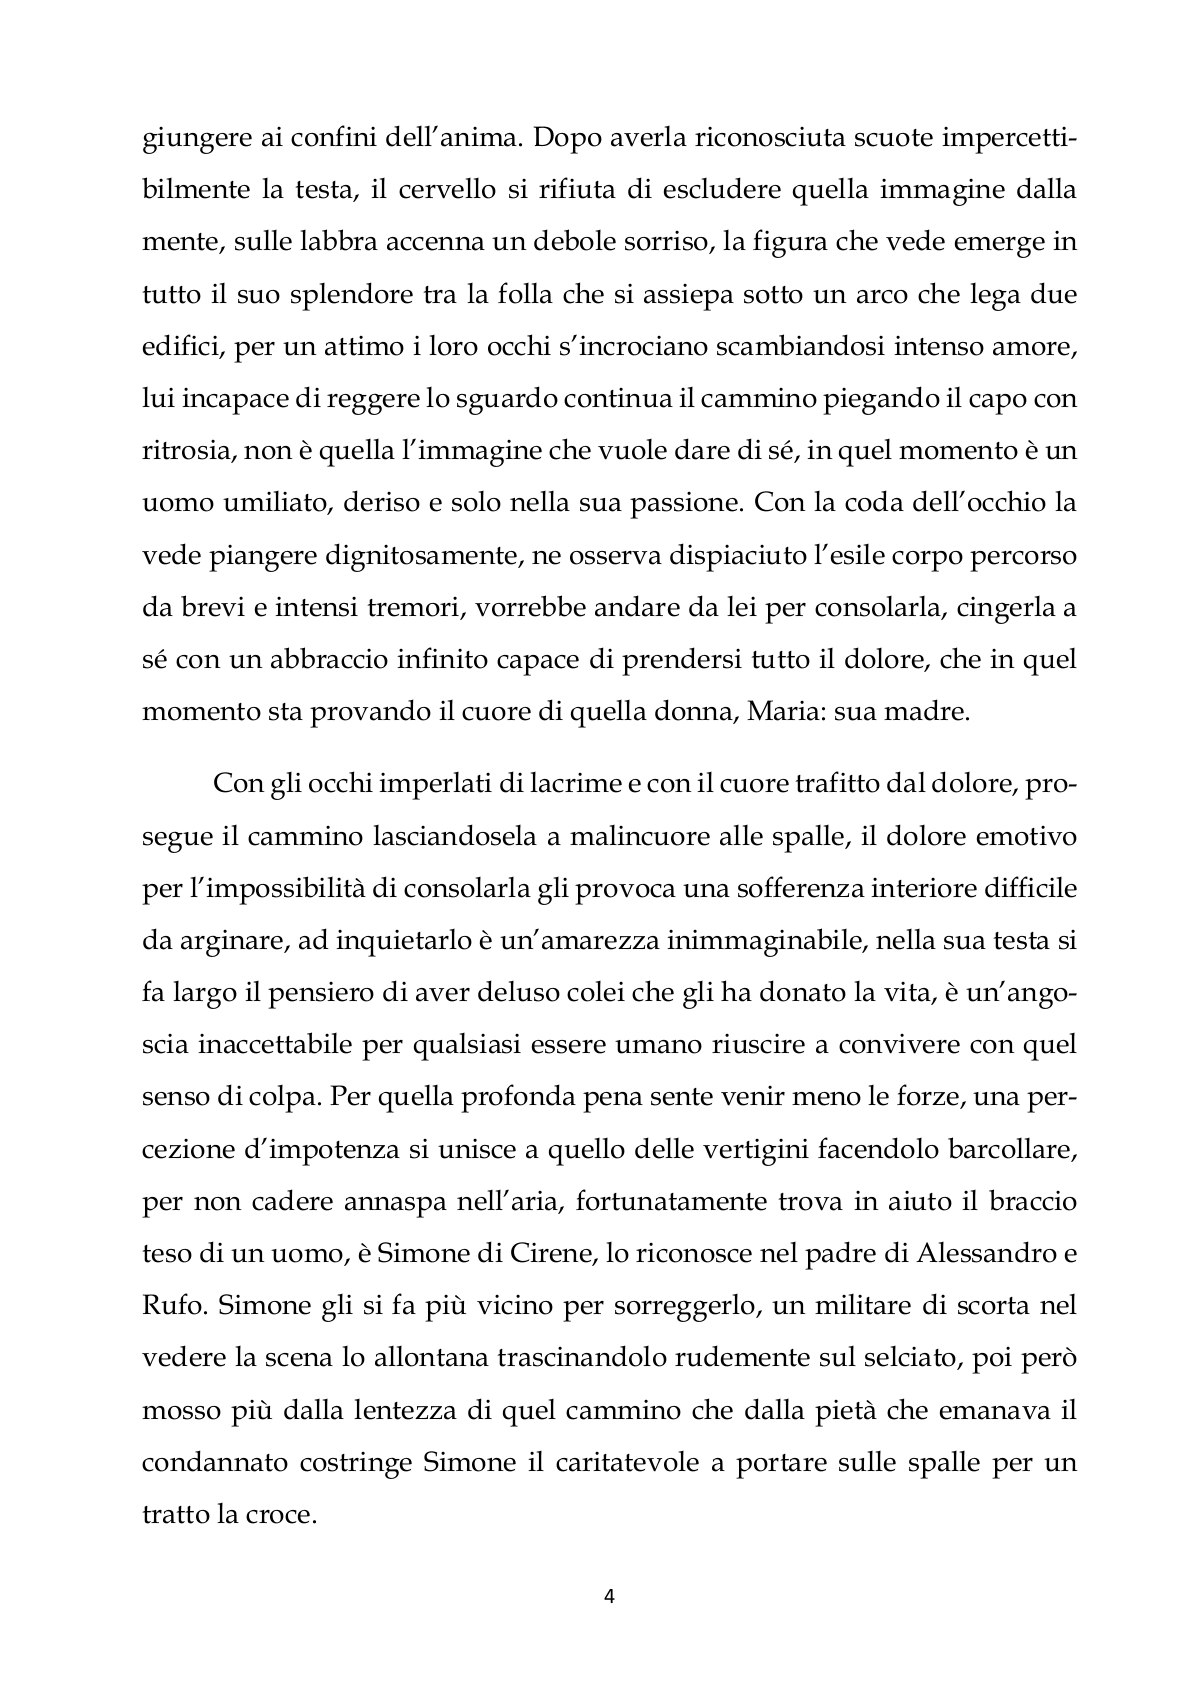 giungere ai confini dell’anima. Dopo averla riconosciuta scuote impercetti-
bilmente la testa, il cervello si rifiuta di escludere quella immagine dalla
mente, sulle labbra accenna un debole sorriso, la figura che vede emerge in
tutto il suo splendore tra la folla che si assiepa sotto un arco che lega due
edifici, per un attimo i loro occhi s’incrociano scambiandosi intenso amore,
lui incapace di reggere lo sguardo continua il cammino piegando il capo con
ritrosia, non è quella l’immagine che vuole dare di sé, in quel momento è un
uomo umiliato, deriso e solo nella sua passione. Con la coda dell’occhio la
vede piangere dignitosamente, ne osserva dispiaciuto l’esile corpo percorso
da brevi e intensi tremori, vorrebbe andare da lei per consolarla, cingerla a
sé con un abbraccio infinito capace di prendersi tutto il dolore, che in quel
momento sta provando il cuore di quella donna, Maria: sua madre.
Con gli occhi imperlati di lacrime e con il cuore trafitto dal dolore, pro-
segue il cammino lasciandosela a malincuore alle spalle, il dolore emotivo
per l’impossibilità di consolarla gli provoca una sofferenza interiore difficile
da arginare, ad inquietarlo è un’amarezza inimmaginabile, nella sua testa si
fa largo il pensiero di aver deluso colei che gli ha donato la vita, è un’ango-
scia inaccettabile per qualsiasi essere umano riuscire a convivere con quel
senso di colpa. Per quella profonda pena sente venir meno le forze, una per-
cezione d’impotenza si unisce a quello delle vertigini facendolo barcollare,
per non cadere annaspa nell’aria, fortunatamente trova in aiuto il braccio
teso di un uomo, è Simone di Cirene, lo riconosce nel padre di Alessandro e
Rufo. Simone gli si fa più vicino per sorreggerlo, un militare di scorta nel
vedere la scena lo allontana trascinandolo rudemente sul selciato, poi però
mosso più dalla lentezza di quel cammino che dalla pietà che emanava il
condannato costringe Simone il caritatevole a portare sulle spalle per un
tratto la croce.
4